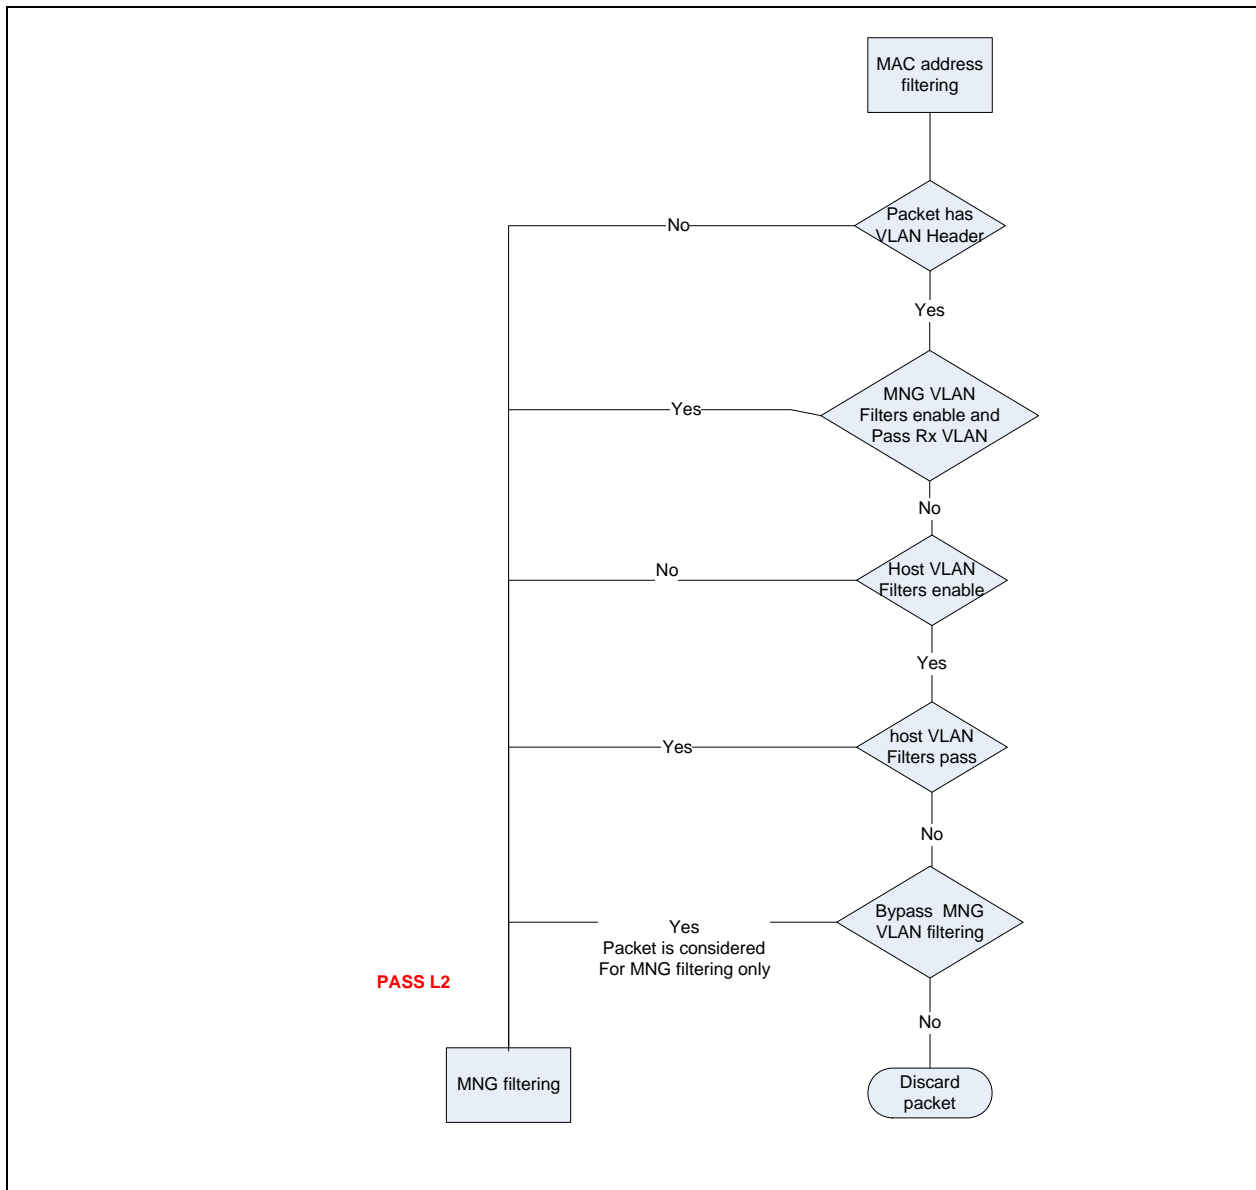 MAC address
filtering
Packet has
VLAN Header
No
Yes
MNG VLAN
Filters enable and
Pass Rx VLAN
Yes
No
Host VLAN
Filters enable
No
Yes
host VLAN
Filters pass
Yes
No
Bypass MNG
VLAN filtering
Yes
Packet is considered
For MNG filtering only
PASS L2
No
MNG filtering
Discard
packet